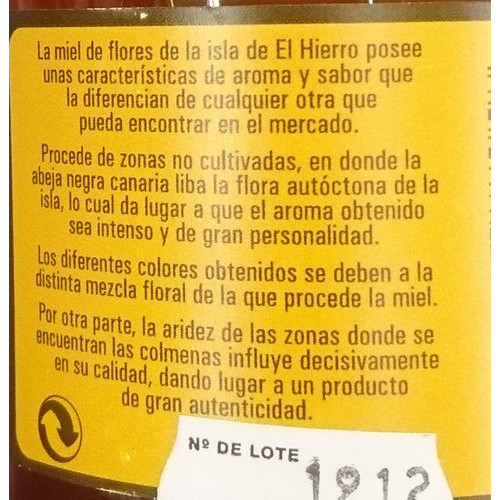 La miel de flores de la isla de El Hierro posee
unas características de aroma y sabor que
la diferencian de cualquier otra que
pueda encontrar en el mercado.
Procede de zonas no cultivadas, en donde la
abeja negra canaria liba la flora autóctona de la
isla, lo cual da lugar a que el aroma obtenido
sea intenso y de gran personalidad.
Los diferentes colores obtenidos se deben a la
distinta mezcla floral de la que procede la miel.
Por otra parte, la aridez de las zonas donde se
encuentran las colmenas influye decisivamente
en su calidad, dando lugar a un producto
de gran autenticidad.
Nº DE LOTE
1912